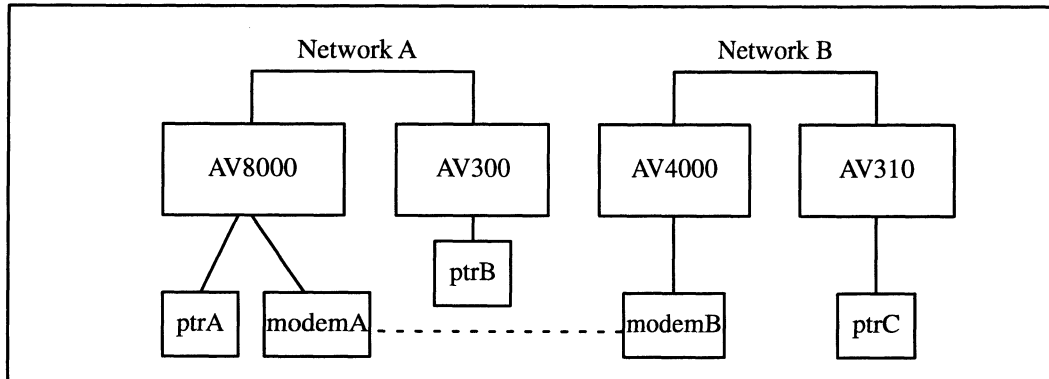 Network A
Network B
AV8000
AV300
AV4000
AV310
ptrB
ptrA
modemA
modemB
ptrC